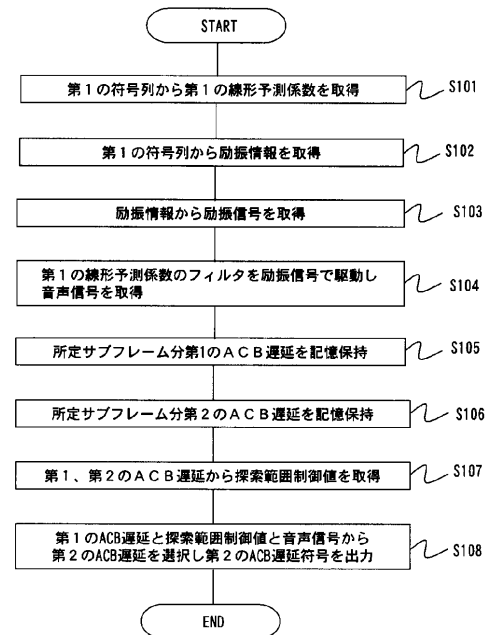 START
第1の符号列から第1の線形予測係数を取得
S101
第1の符号列から励振情報を取得
S102
励振情報から励振信号を取得
S103
第1の線形予測係数のフィルタを励振信号で駆動し
音声信号を取得
S104
所定サブフレーム分第1のACB遅延を記憶保持
S105
所定サブフレーム分第2のACB遅延を記憶保持
S106
第1、第2のACB遅延から探索範囲制御値を取得
S107
第1のACB遅延と探索範囲制御値と音声信号から
第2のACB遅延を選択し第2のACB遅延符号を出力
S108
END